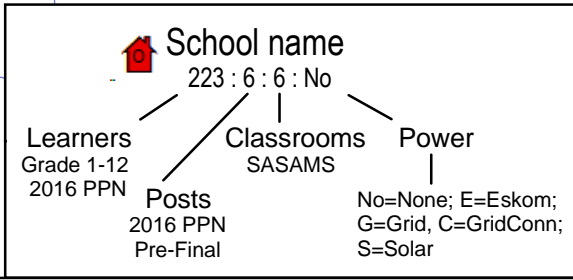 School name
O
223 : 6 : 6 : No
Learners
Grade 1-12
2016 PPN
Posts
2016 PPN
Pre-Final
Classrooms
SASAMS
Power
No=None; E=Eskom;
G=Grid, C=GridConn;
S=Solar